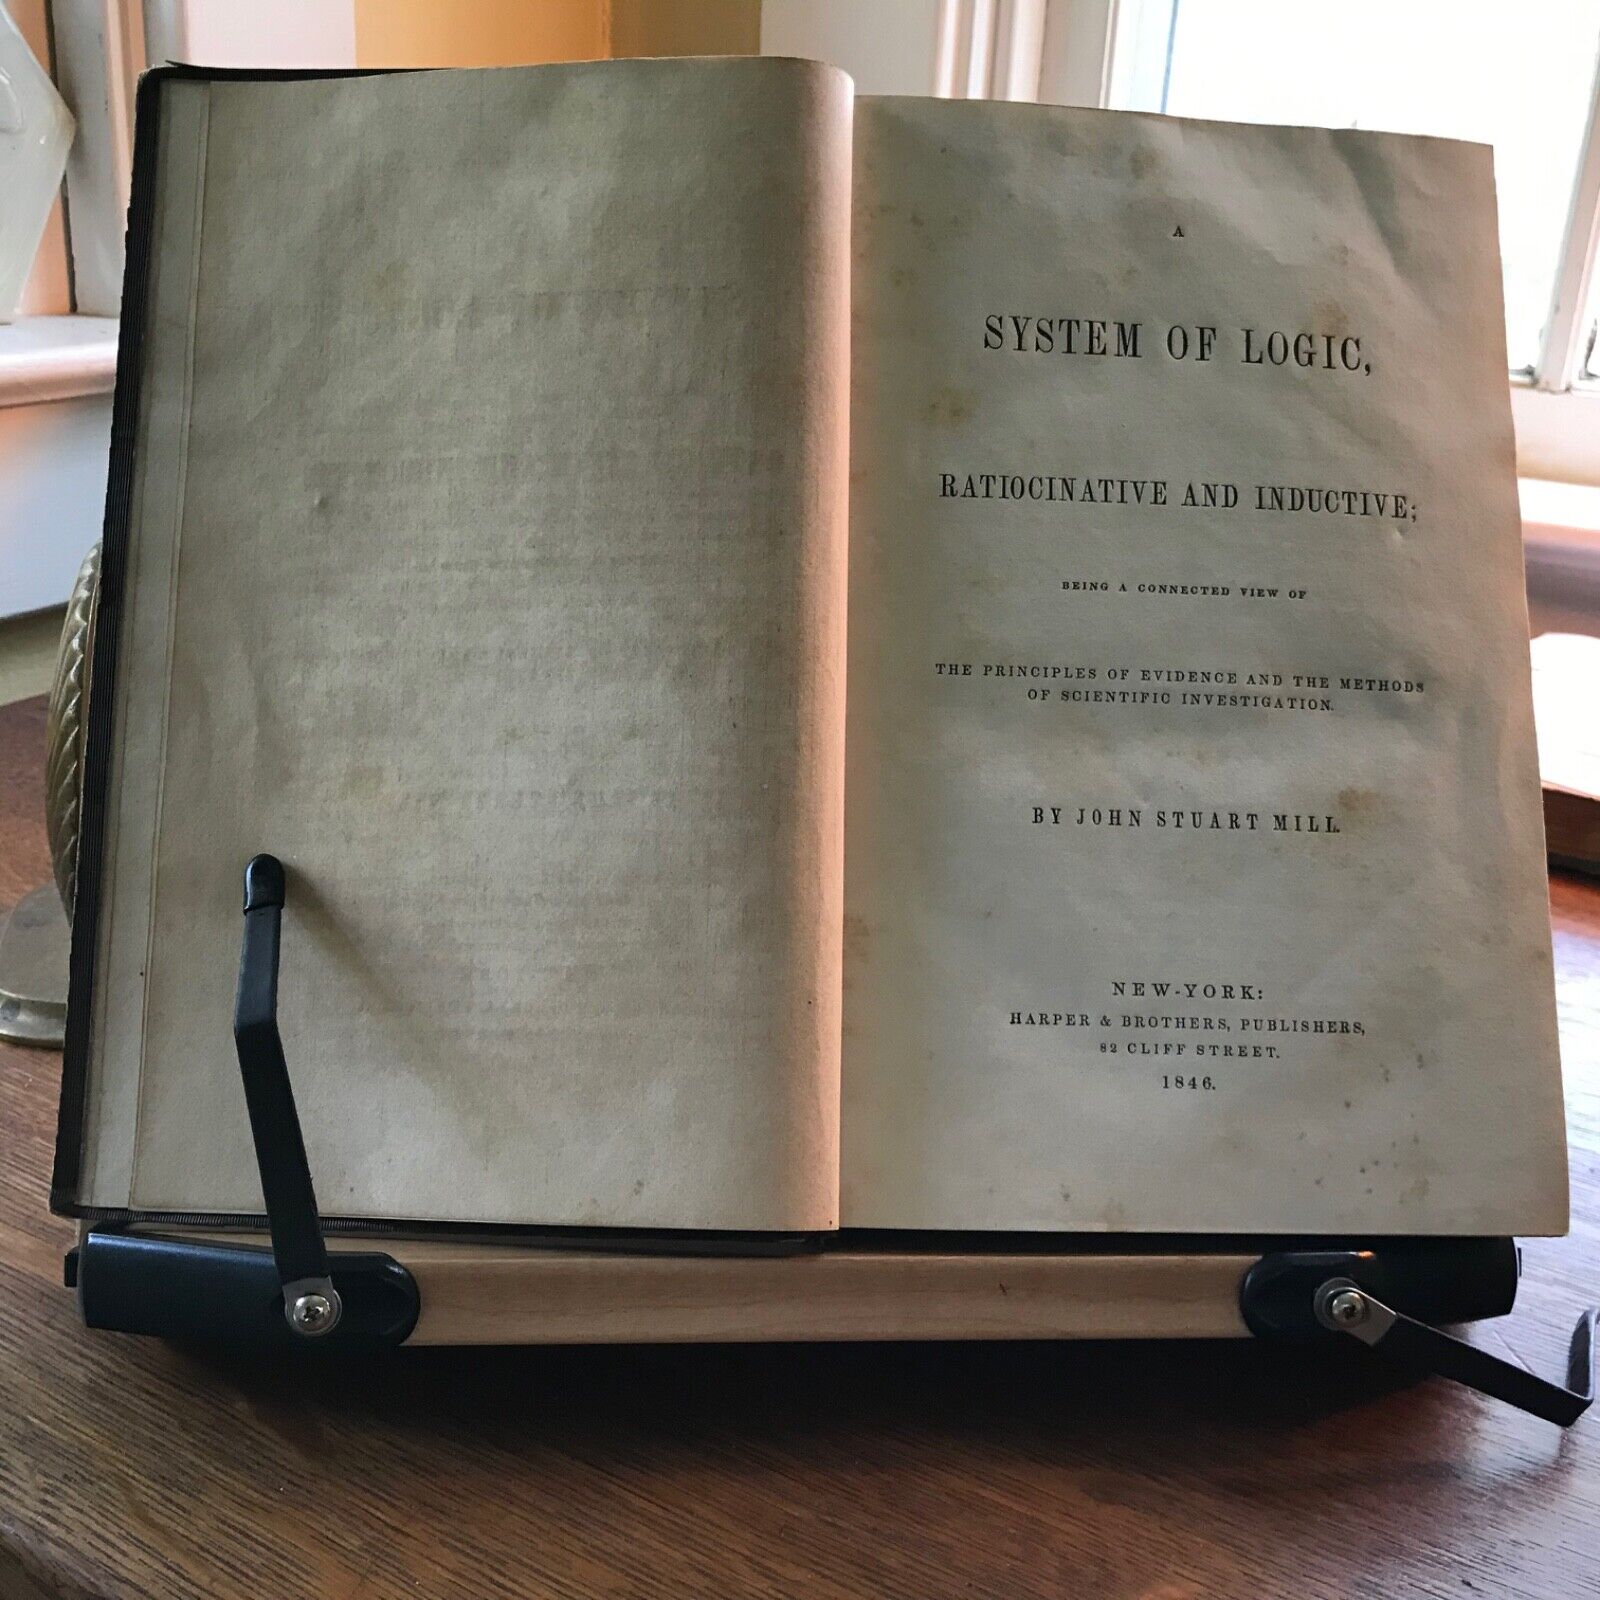 A
SYSTEM OF LOGIC,
RATIOCINATIVE AND INDUCTIVE;
BEING A CONNECTED VIEW OF
THE PRINCIPLES OF EVIDENCE AND THE METHODS
OF SCIENTIFIC INVESTIGATION.
BY JOHN STUART MILL.
NEW-YORK:
HARPER & BROTHERS, PUBLISHERS,
82 CLIFF STREET.
1846.